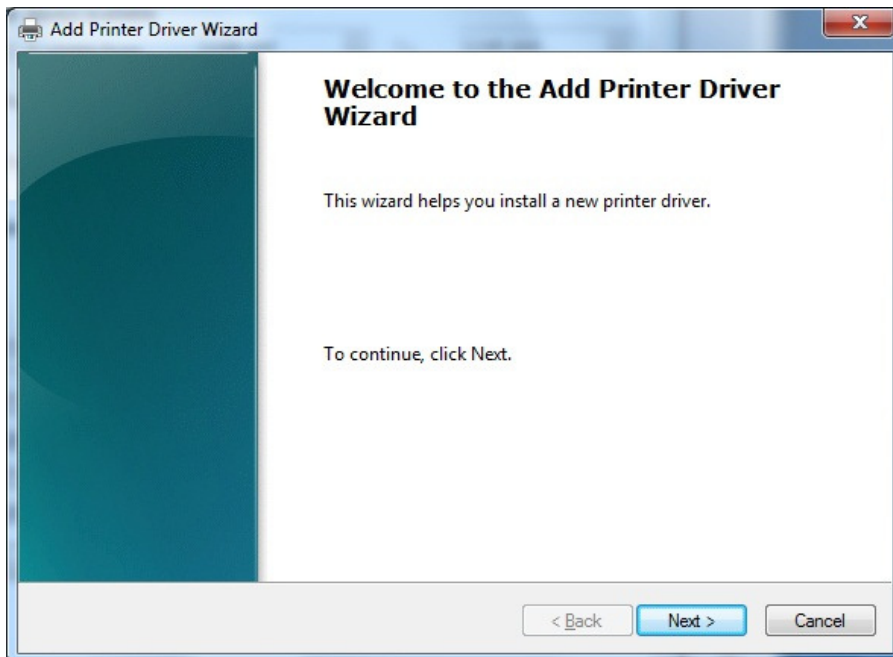 Add Printer Driver Wizard
Welcome to the Add Printer Driver
Wizard
This wizard helps you install a new printer driver.
To continue, click Next.
< Back
Next >
Cancel